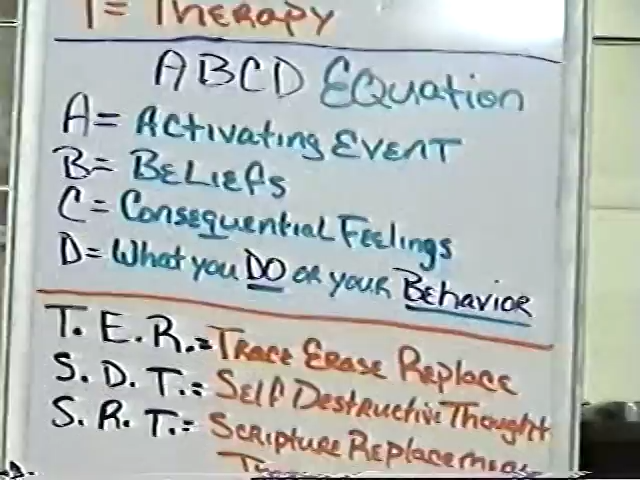 T = THERAPY
ABCD EQuation
A = Activating EVENT
B = BELiEfs
C = Consequential Feelings
D = What you DO or your BEhavior
T. E. R. = Trace Erase Replace
S. D. T. = Self Destructive Thought
S. R. T. = Scripture Replacement